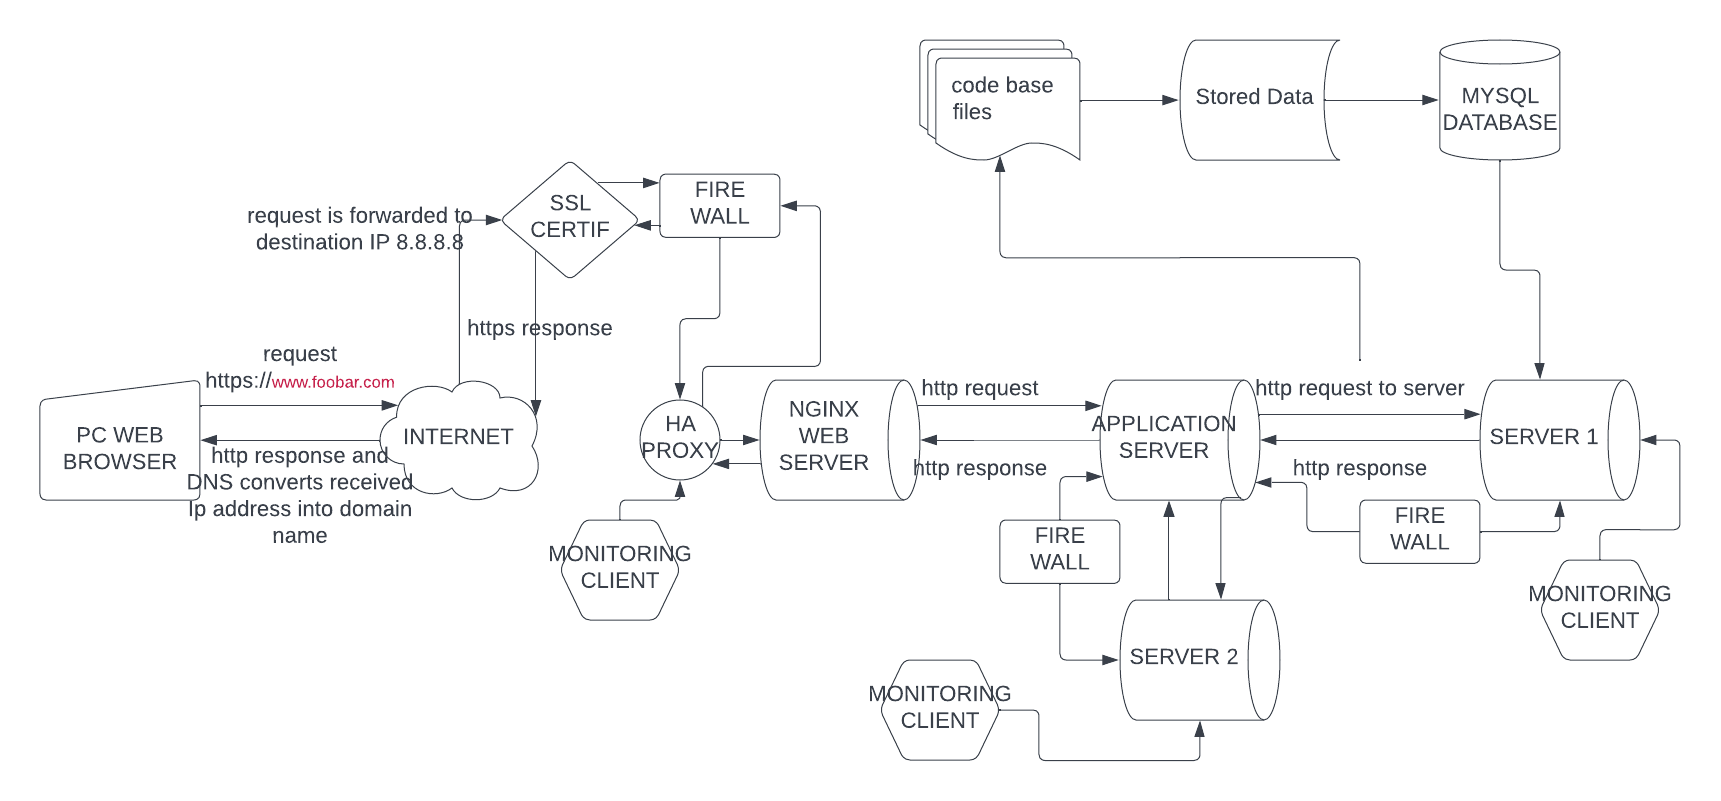 code base
files
Stored Data
MYSQL
DATABASE
SSL
CERTIF
FIRE
WALL
request is forwarded to
destination IP 8.8.8.8
https response
request
https://www.foobar.com
PC WEB
BROWSER
INTERNET
http response and
DNS converts received
Ip address into domain
name
HA
PROXY
NGINX
WEB
SERVER
http request
http response
APPLICATION
SERVER
http request to server
http response
SERVER 1
FIRE
WALL
FIRE
WALL
MONITORING
CLIENT
MONITORING
CLIENT
SERVER 2
MONITORING
CLIENT